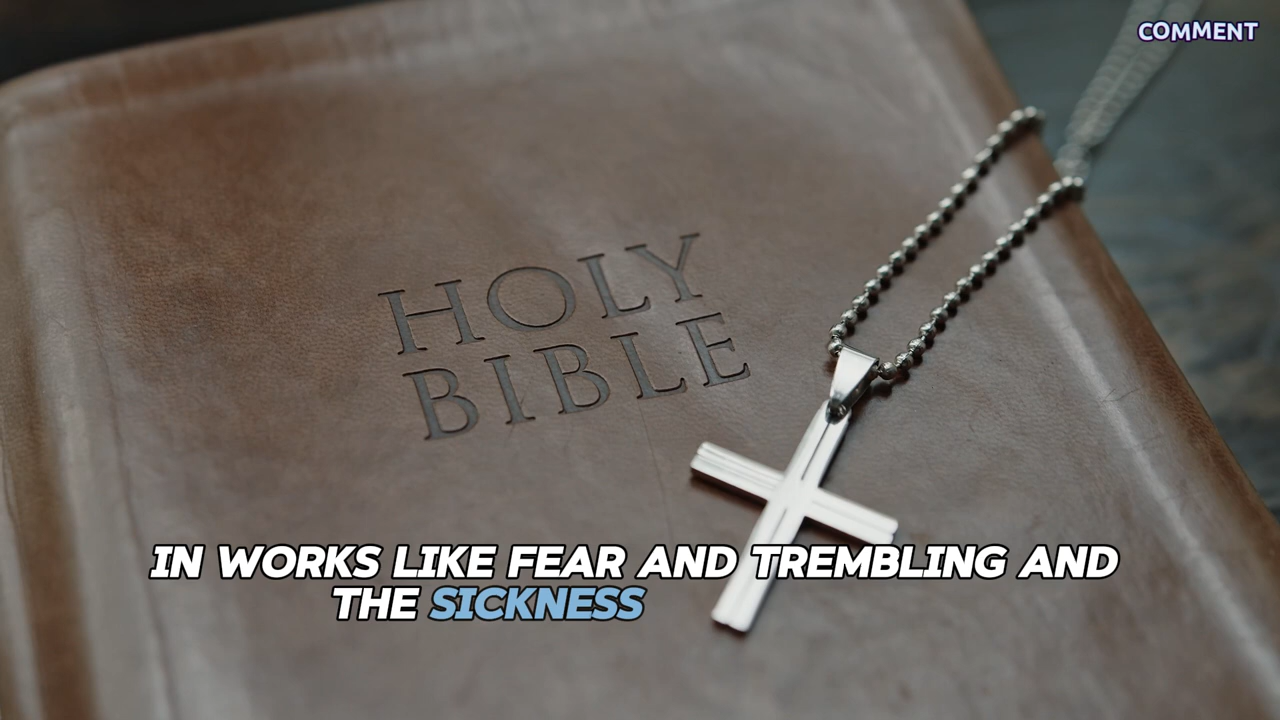 COMMENT
HOLY
BIBLE
IN WORKS LIKE FEAR AND TREMBLING AND
THE SICKNESS